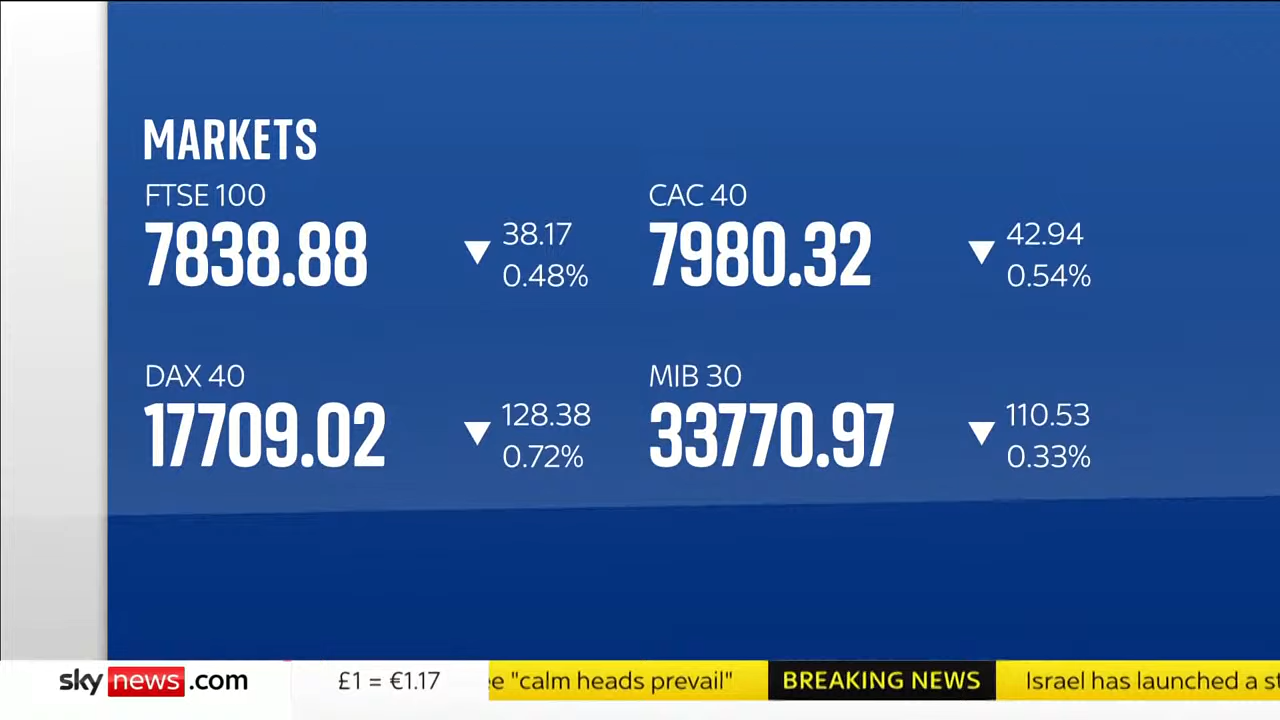 MARKETS
FTSE 100
7838.88
▼ 38.17
0.48%
CAC 40
7980.32
▼ 42.94
0.54%
DAX 40
17709.02
▼ 128.38
0.72%
MIB 30
33770.97
▼ 110.53
0.33%
sky news .com
£1 = €1.17
"calm heads prevail"
BREAKING NEWS
Israel has launched a